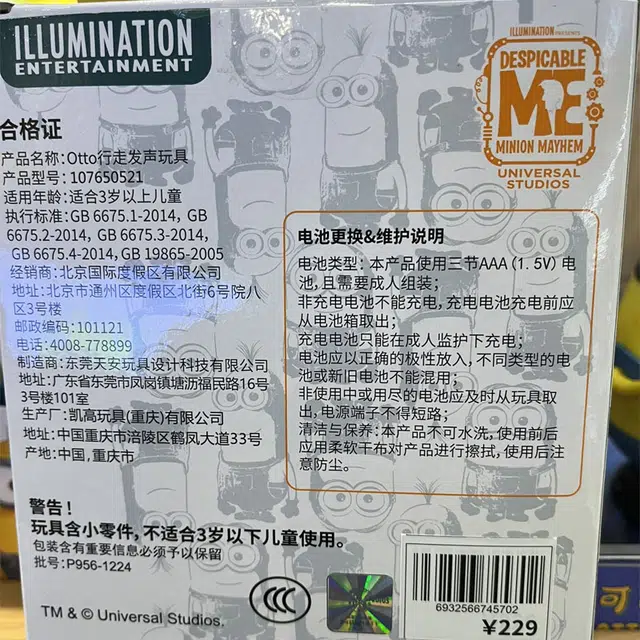 ILLUMINATION
ENTERTAINMENT
ILLUMINATION PRESENTS
DESPICABLE
ME
MINION MAYHEM
UNIVERSAL
STUDIOS
合格证
产品名称:Otto行走发声玩具
产品型号:107650521
适用年龄:适合3岁以上儿童
执行标准:GB 6675.1-2014, GB
6675.2-2014, GB 6675.3-2014,
GB 6675.4-2014, GB 19865-2005
经销商:北京国际度假区有限公司
地址:北京市通州区度假区北街6号院八
区3号楼
邮政编码:101121
电话:4008-778899
制造商:东莞天安玩具设计科技有限公司
地址:广东省东莞市凤岗镇塘沥福民路16号
3号楼101室
生产厂:凯高玩具(重庆)有限公司
地址:中国重庆市涪陵区鹤凤大道33号
产地:中国,重庆市
电池更换&维护说明
电池类型:本产品使用三节AAA(1.5V)电
池,且需要成人组装;
非充电电池不能充电,充电电池充电前应
从电池箱取出;
充电电池只能在成人监护下充电;
电池应以正确的极性放入,不同类型的电
池或新旧电池不能混用;
非使用中或用尽的电池应及时从玩具取
出,电源端子不得短路;
清洁与保养:本产品不可水洗,使用前后
应用柔软干布对产品进行擦拭,使用后注
意防尘。
警告!
玩具含小零件,不适合3岁以下儿童使用。
包装含有重要信息必须予以保留
批号:P956-1224
TM & © Universal Studios.
CCC
6932566745702
¥229
可